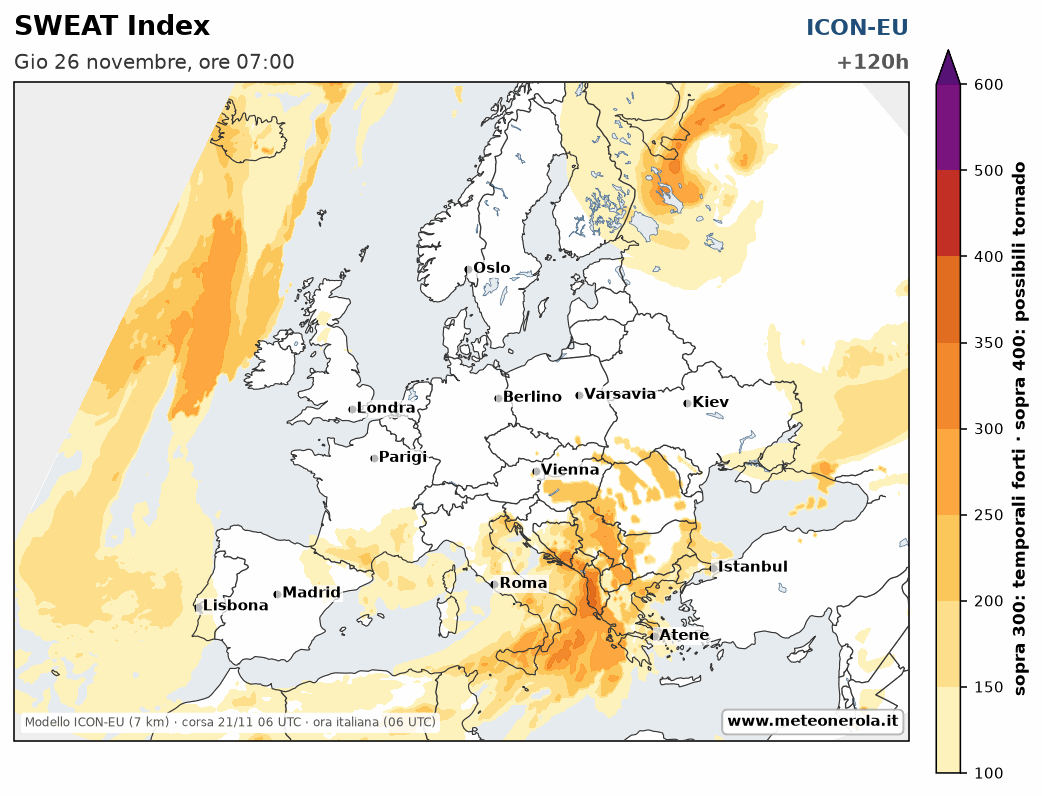 SWEAT Index
ICON-EU
Gio 26 novembre, ore 07:00
+120h
Oslo
Berlino
Varsavia
Kiev
Londra
Parigi
Vienna
Istanbul
Roma
Madrid
Lisbona
Atene
Modello ICON-EU (7 km) · corsa 21/11 06 UTC · ora italiana (06 UTC)
www.meteonerola.it
600
500
400
350
300
250
200
150
100
sopra 300: temporali forti · sopra 400: possibili tornado